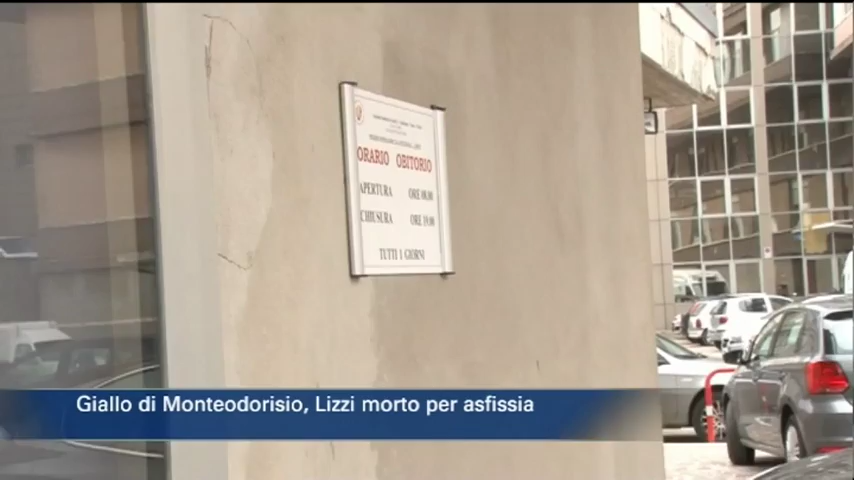 ORARIO OBITORIO
APERTURA ORE 08.00
CHIUSURA ORE 19:00
TUTTI I GIORNI
Giallo di Monteodorisio, Lizzi morto per asfissia